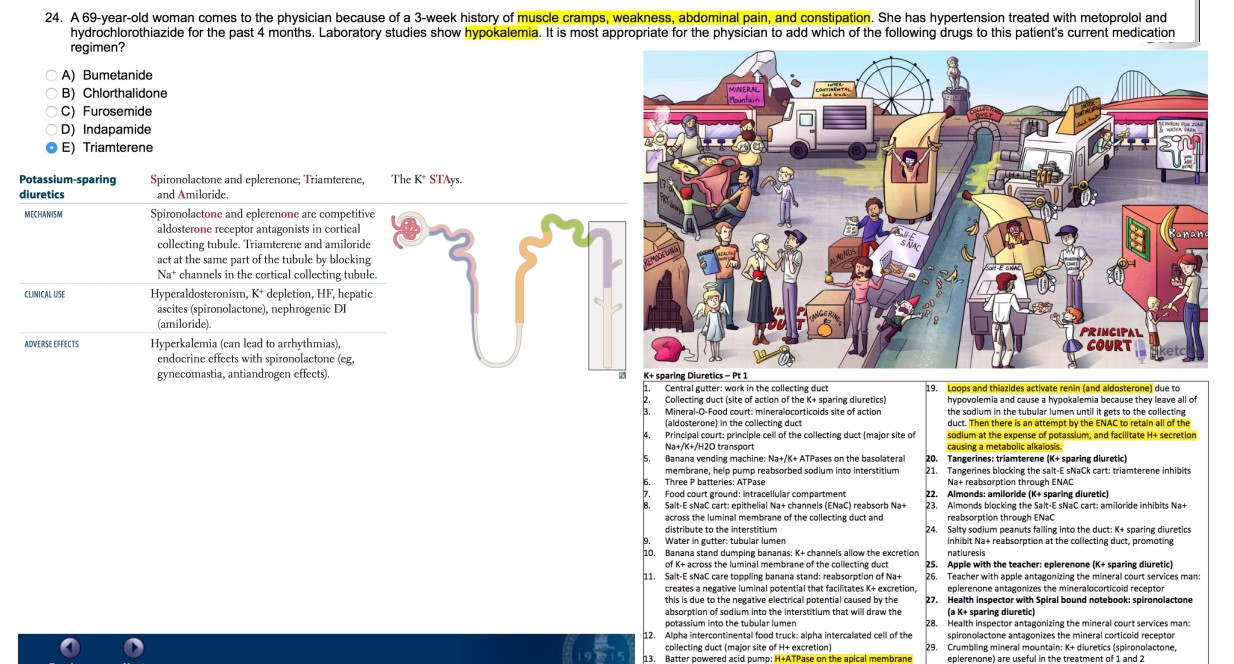 24. A 69-year-old woman comes to the physician because of a 3-week history of muscle cramps, weakness, abdominal pain, and constipation. She has hypertension treated with metoprolol and
hydrochlorothiazide for the past 4 months. Laboratory studies show hypokalemia. It is most appropriate for the physician to add which of the following drugs to this patient's current medication
regimen?
A) Bumetanide
B) Chlorthalidone
C) Furosemide
D) Indapamide
E) Triamterene
Potassium-sparing
diuretics
Spironolactone and eplerenone; Triamterene,
and Amiloride.
The K⁺ STAys.
MECHANISM
Spironolactone and eplerenone are competitive
aldosterone receptor antagonists in cortical
collecting tubule. Triamterene and amiloride
act at the same part of the tubule by blocking
Na⁺ channels in the cortical collecting tubule.
CLINICAL USE
Hyperaldosteronism, K⁺ depletion, HF, hepatic
ascites (spironolactone), nephrogenic DI
(amiloride).
ADVERSE EFFECTS
Hyperkalemia (can lead to arrhythmias),
endocrine effects with spironolactone (eg,
gynecomastia, antiandrogen effects).
MINERAL
Mountain
INTER-
CONTINENTAL
COLLECTING
DUCT
Salt-E
SNAC
REMOOFUNG
ALMONDS
TANGERINES
Salt-E SNAC
Banana
PRINCIPAL
COURT
Sketch
K+ sparing Diuretics – Pt 1
1. Central gutter: work in the collecting duct
2. Collecting duct (site of action of the K+ sparing diuretics)
3. Mineral-O-Food court: mineralocorticoids site of action
(aldosterone) in the collecting duct
4. Principal court: principle cell of the collecting duct (major site of
Na+/K+/H2O transport
5. Banana vending machine: Na+/K+ ATPases on the basolateral
membrane, help pump reabsorbed sodium into interstitium
6. Three P batteries: ATPase
7. Food court ground: intracellular compartment
8. Salt-E sNaC cart: epithelial Na+ channels (ENaC) reabsorb Na+
across the luminal membrane of the collecting duct and
distribute to the interstitium
9. Water in gutter: tubular lumen
10. Banana stand dumping bananas: K+ channels allow the excretion
of K+ across the luminal membrane of the collecting duct
11. Salt-E sNaC care toppling banana stand: reabsorption of Na+
creates a negative luminal potential that facilitates K+ excretion,
this is due to the negative electrical potential caused by the
absorption of sodium into the interstitium that will draw the
potassium into the tubular lumen
12. Alpha intercontinental food truck: alpha intercalated cell of the
collecting duct (major site of H+ excretion)
13. Batter powered acid pump: H+ATPase on the apical membrane
19. Loops and thiazides activate renin (and aldosterone) due to
hypovolemia and cause a hypokalemia because they leave all of
the sodium in the tubular lumen until it gets to the collecting
duct. Then there is an attempt by the ENAC to retain all of the
sodium at the expense of potassium, and facilitate H+ secretion
causing a metabolic alkalosis.
20. Tangerines: triamterene (K+ sparing diuretic)
21. Tangerines blocking the salt-E sNaCk cart: triamterene inhibits
Na+ reabsorption through ENAC
22. Almonds: amiloride (K+ sparing diuretic)
23. Almonds blocking the Salt-E sNaC cart: amiloride inhibits Na+
reabsorption through ENaC
24. Salty sodium peanuts falling into the duct: K+ sparing diuretics
inhibit Na+ reabsorption at the collecting duct, promoting
natiuresis
25. Apple with the teacher: eplerenone (K+ sparing diuretic)
26. Teacher with apple antagonizing the mineral court services man:
eplerenone antagonizes the mineralocorticoid receptor
27. Health inspector with Spiral bound notebook: spironolactone
(a K+ sparing diuretic)
28. Health inspector antagonizing the mineral court services man:
spironolactone antagonizes the mineral corticoid receptor
29. Crumbling mineral mountain: K+ diuretics (spironolactone,
eplerenone) are useful in the treatment of 1 and 2